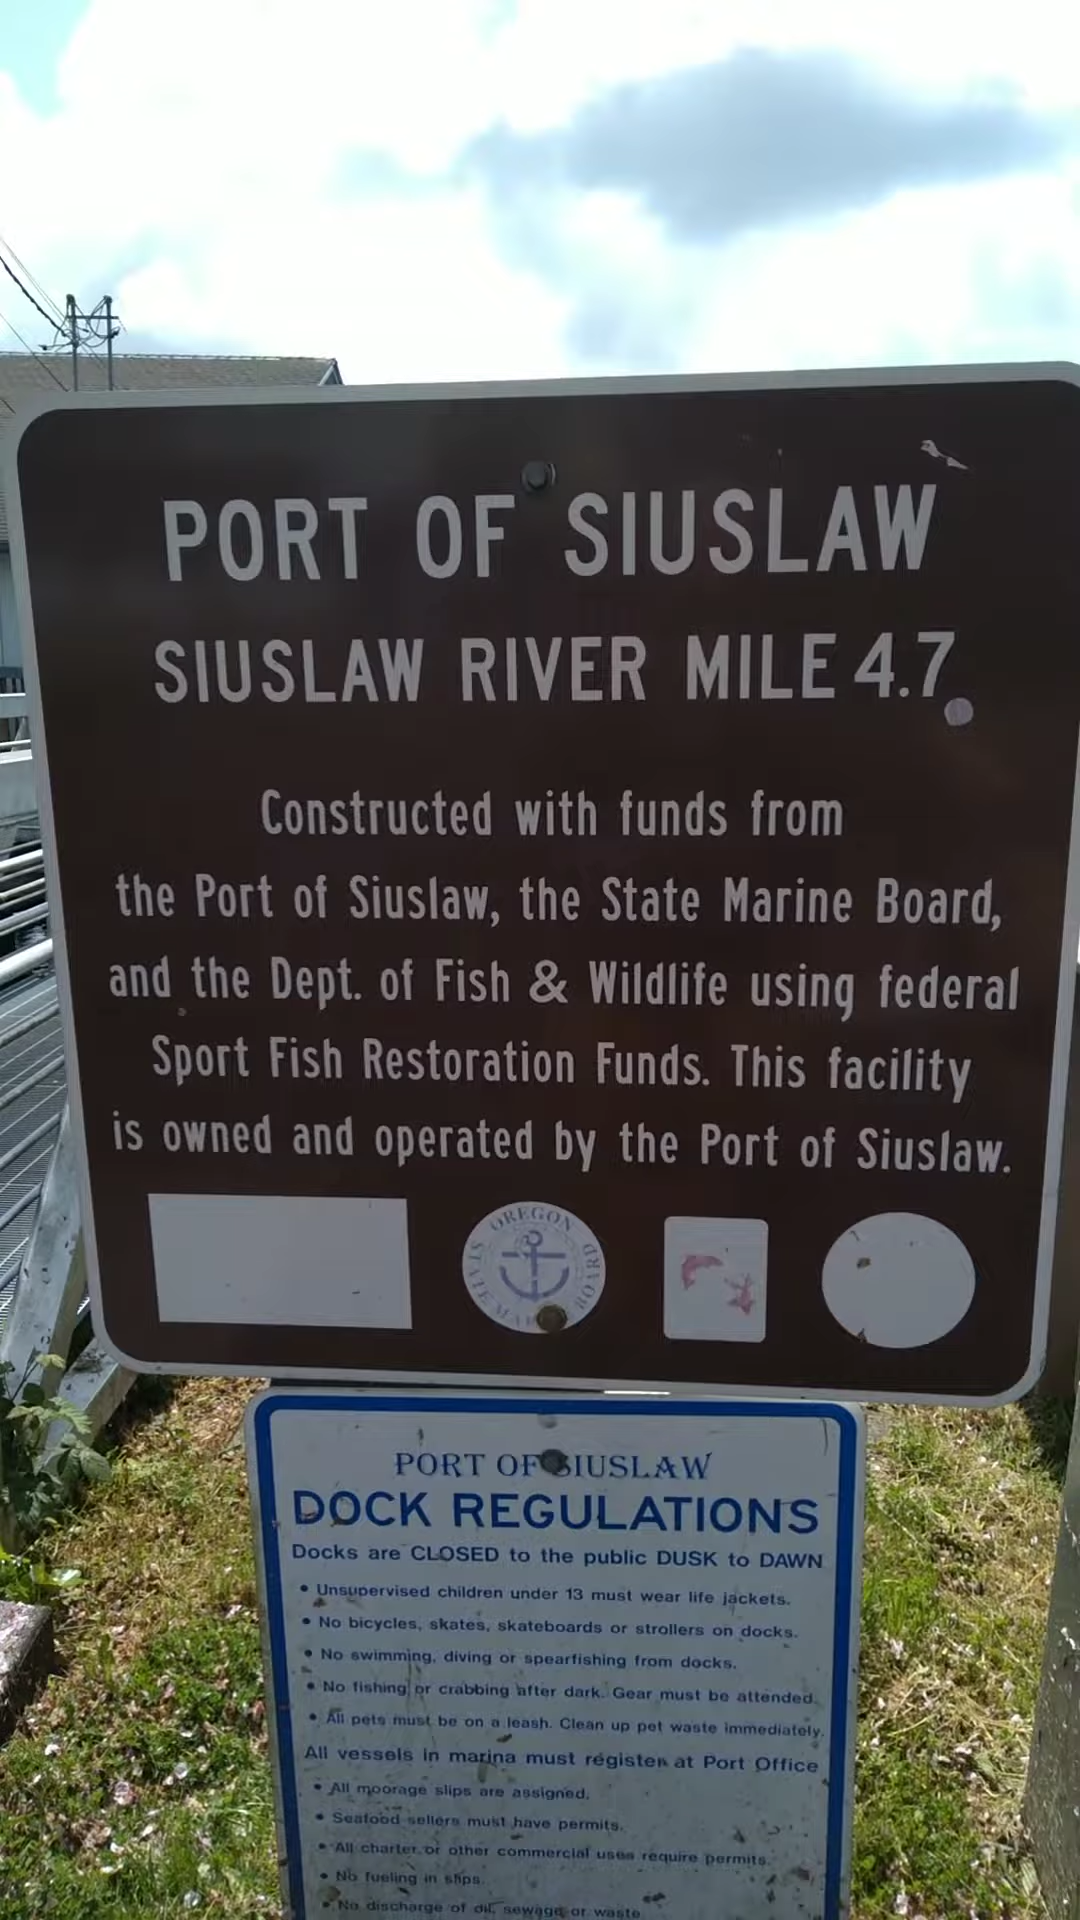 PORT OF SIUSLAW
SIUSLAW RIVER MILE 4.7
Constructed with funds from
the Port of Siuslaw, the State Marine Board,
and the Dept. of Fish & Wildlife using federal
Sport Fish Restoration Funds. This facility
is owned and operated by the Port of Siuslaw.
OREGON
STATE
BOARD
PORT OF SIUSLAW
DOCK REGULATIONS
Docks are CLOSED to the public DUSK to DAWN
• Unsupervised children under 13 must wear life jackets.
• No bicycles, skates, skateboards or strollers on docks.
• No swimming, diving or spearfishing from docks.
• No fishing or crabbing after dark. Gear must be attended.
• All pets must be on a leash. Clean up pet waste immediately.
All vessels in marina must register at Port Office
• All moorage slips are assigned.
• Seafood sellers must have permits.
• All charter or other commercial uses require permits.
• No fueling in slips.
• No discharge of oil, sewage or waste